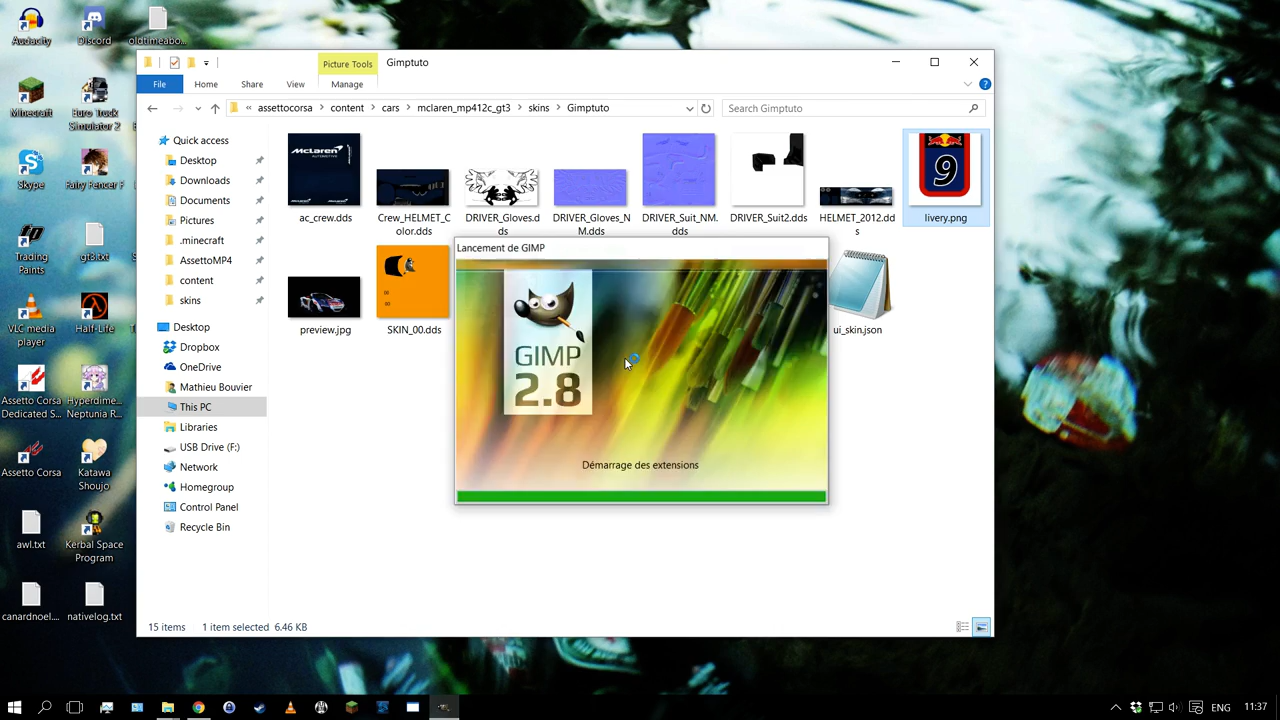 Audacity
Discord
oldtimeabo...
Minecraft
Euro Truck
Simulator 2
Skype
Fairy Fencer F
Trading
Paints
gt3.txt
VLC media
player
Half-Life
Assetto Corsa
Dedicated S...
Hyperdime...
Neptunia R...
Assetto Corsa
Katawa
Shoujo
awl.txt
Kerbal Space
Program
canardnoel....
nativelog.txt
Picture Tools
Gimptuto
File
Home
Share
View
Manage
« assettocorsa > content > cars > mclaren_mp412c_gt3 > skins > Gimptuto
Search Gimptuto
Quick access
Desktop
Downloads
Documents
Pictures
.minecraft
AssettoMP4
content
skins
Desktop
Dropbox
OneDrive
Mathieu Bouvier
This PC
Libraries
USB Drive (F:)
Network
Homegroup
Control Panel
Recycle Bin
McLaren
AUTOMOTIVE
9
ac_crew.dds
Crew_HELMET_C
olor.dds
DRIVER_Gloves.d
ds
DRIVER_Gloves_N
M.dds
DRIVER_Suit_NM.
dds
DRIVER_Suit2.dds
HELMET_2012.dd
s
livery.png
preview.jpg
SKIN_00.dds
ui_skin.json
Lancement de GIMP
GIMP
2.8
Démarrage des extensions
15 items
1 item selected 6.46 KB
ENG
11:37